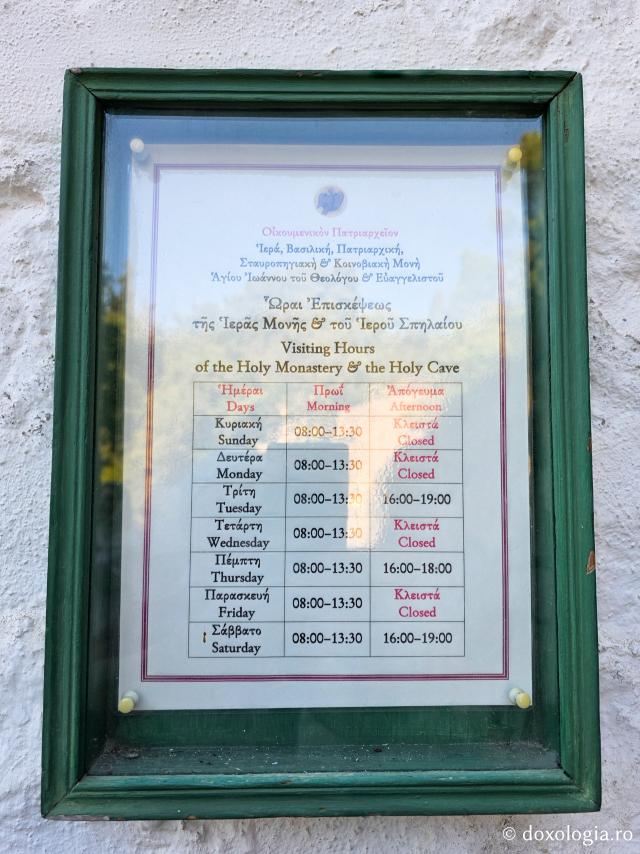 Οἰκουμενικὸν Πατριαρχεῖον
Ἱερά, Βασιλική, Πατριαρχική,
Σταυροπηγιακὴ & Κοινοβιακὴ Μονὴ
Ἁγίου Ἰωάννου τοῦ Θεολόγου & Εὐαγγελιστοῦ
Ὧραι Ἐπισκέψεως
τῆς Ἱερᾶς Μονῆς & τοῦ Ἱεροῦ Σπηλαίου
Visiting Hours
of the Holy Monastery & the Holy Cave
Ἡμέραι Πρωΐ Ἀπόγευμα
Days Morning Afternoon
Κυριακή Κλειστά
Sunday 08:00–13:30 Closed
Δευτέρα Κλειστά
Monday 08:00–13:30 Closed
Τρίτη
Tuesday 08:00–13:30 16:00–19:00
Τετάρτη Κλειστά
Wednesday 08:00–13:30 Closed
Πέμπτη
Thursday 08:00–13:30 16:00–18:00
Παρασκευή Κλειστά
Friday 08:00–13:30 Closed
Σάββατο
Saturday 08:00–13:30 16:00–19:00
© doxologia.ro